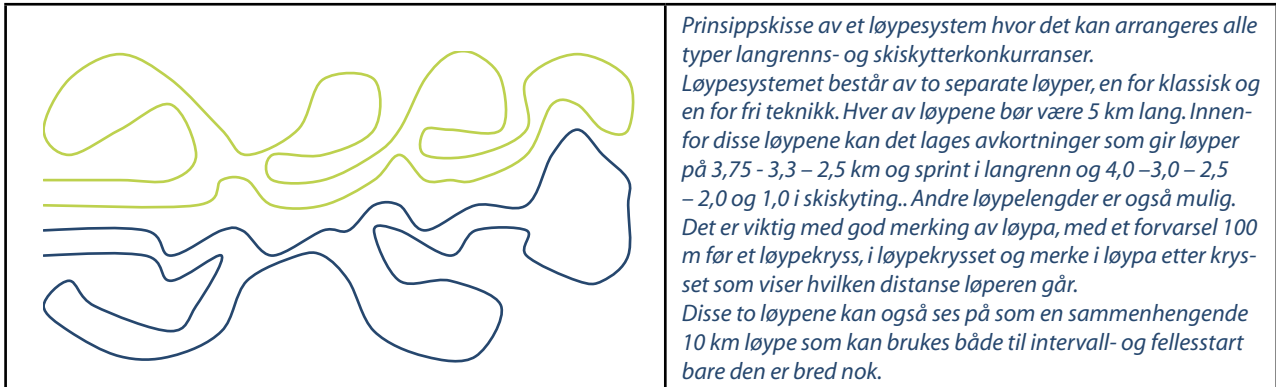 Prinsippskisse av et løypesystem hvor det kan arrangeres alle
typer langrenns- og skiskytterkonkurranser.
Løypesystemet består av to separate løyper, en for klassisk og
en for fri teknikk. Hver av løypene bør være 5 km lang. Innen-
for disse løypene kan det lages avkortninger som gir løyper
på 3,75 - 3,3 – 2,5 km og sprint i langrenn og 4,0 –3,0 – 2,5
– 2,0 og 1,0 i skiskyting.. Andre løypelengder er også mulig.
Det er viktig med god merking av løypa, med et forvarsel 100
m før et løypekryss, i løypekrysset og merke i løypa etter krys-
set som viser hvilken distanse løperen går.
Disse to løypene kan også ses på som en sammenhengende
10 km løype som kan brukes både til intervall- og fellesstart
bare den er bred nok.